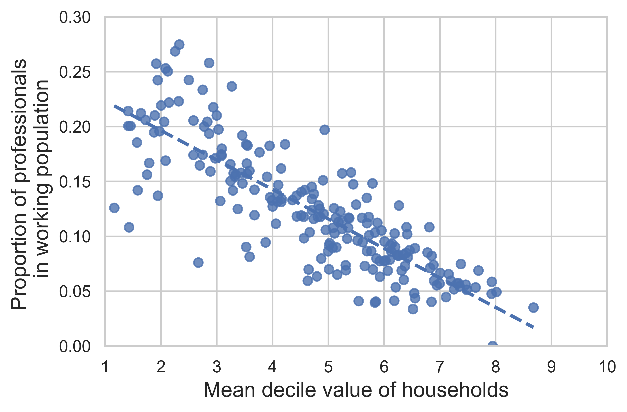 0.30
0.25
0.20
0.15
0.10
0.05
0.00
Proportion of professionals
in working population
1 2 3 4 5 6 7 8 9 10
Mean decile value of households